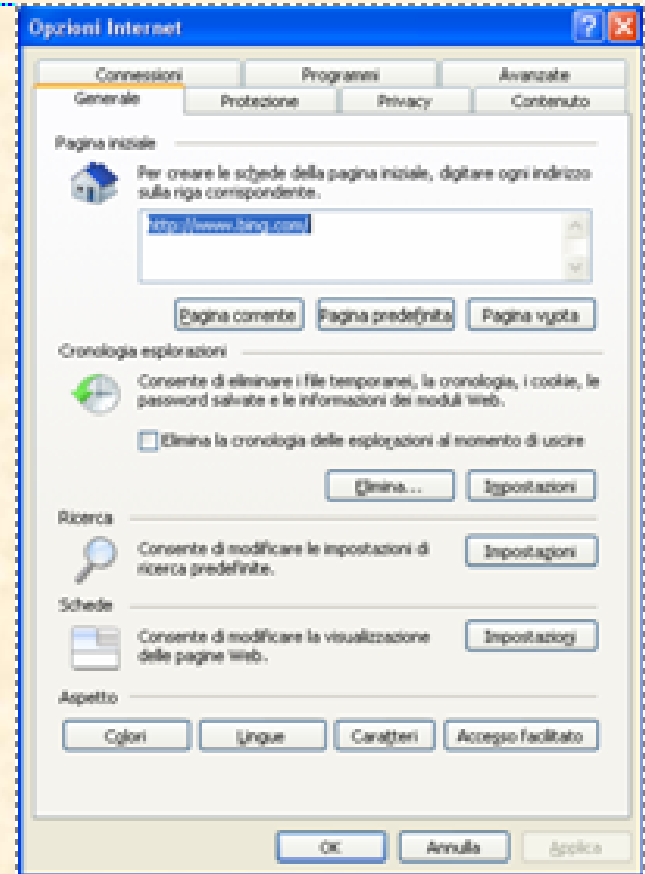 Opzioni Internet
Connessioni Programmi Avanzate
Generale Protezione Privacy Contenuto
Pagina iniziale
Per creare le schede della pagina iniziale, digitare ogni indirizzo
sulla riga corrispondente.
http://www.bing.com/
Pagina corrente Pagina predefinita Pagina vuota
Cronologia esplorazioni
Consente di eliminare i file temporanei, la cronologia, i cookie, le
password salvate e le informazioni dei moduli Web.
Elimina la cronologia delle esplorazioni al momento di uscire
Elimina... Impostazioni
Ricerca
Consente di modificare le impostazioni di
ricerca predefinite.
Impostazioni
Schede
Consente di modificare la visualizzazione
delle pagine Web.
Impostazioni
Aspetto
Colori Lingue Caratteri Accesso facilitato
OK Annulla Applica